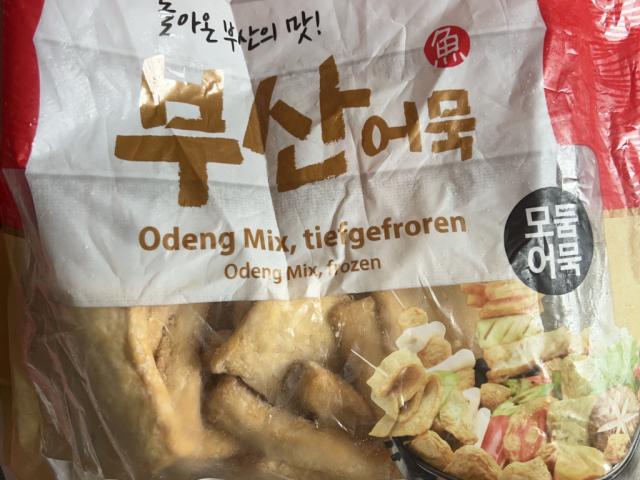 돌아온 부산의 맛!
魚
부산어묵
Odeng Mix, tiefgefroren
Odeng Mix, frozen
모둠
어묵